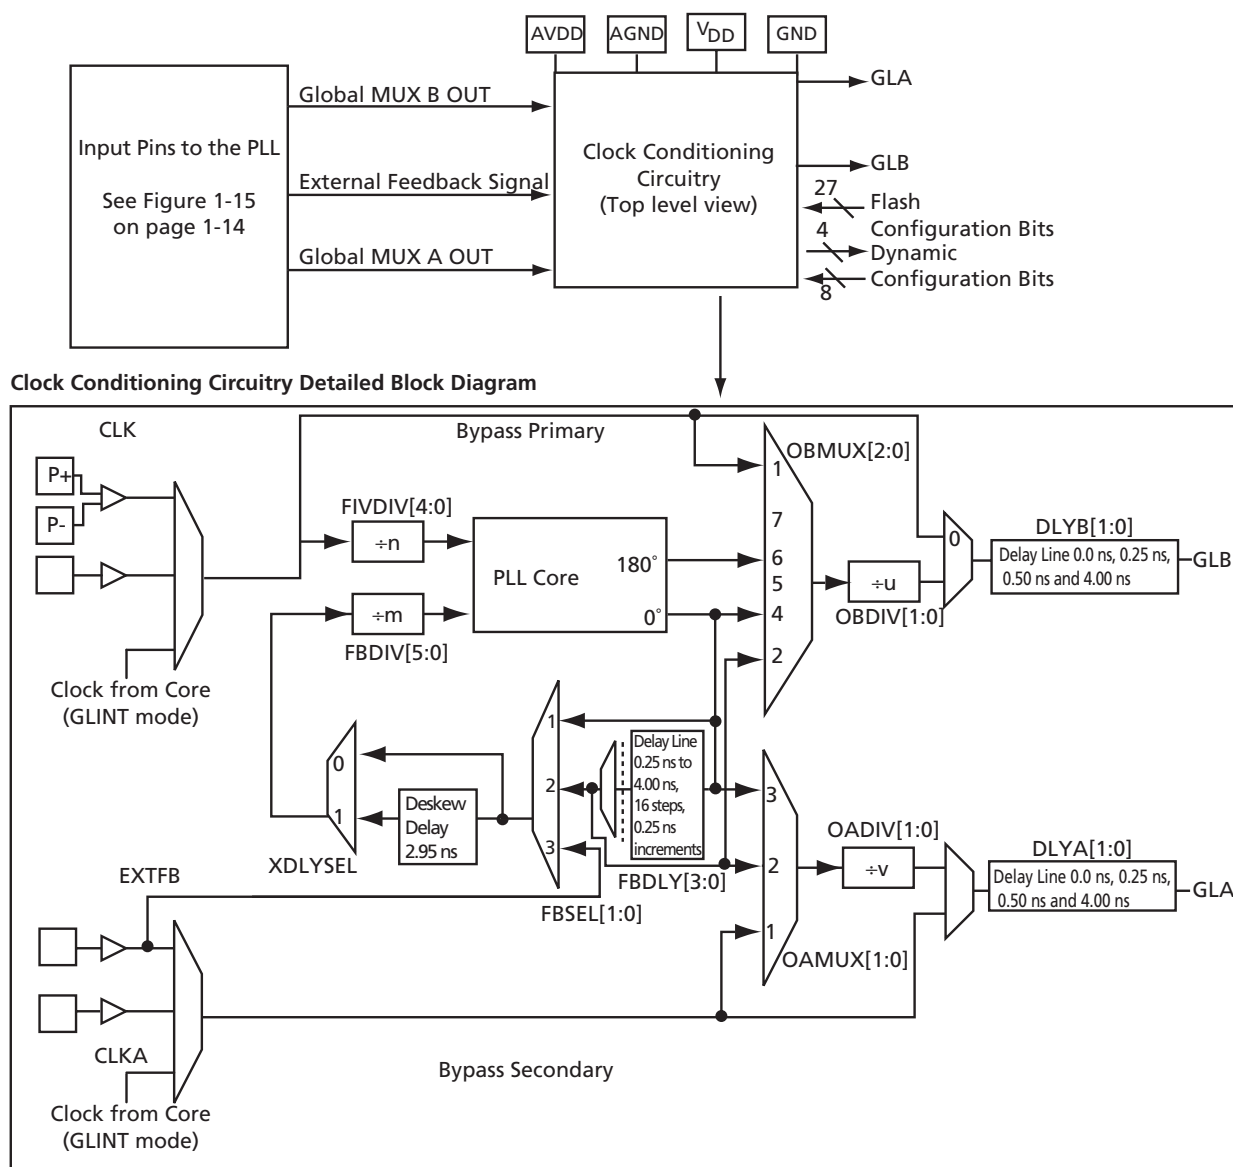 AVDD
AGND
VDD
GND
Global MUX B OUT
GLA
Input Pins to the PLL
See Figure 1-15
on page 1-14
External Feedback Signal
Clock Conditioning
Circuitry
(Top level view)
GLB
27
Flash
Configuration Bits
4
Dynamic
Configuration Bits
8
Global MUX A OUT
Clock Conditioning Circuitry Detailed Block Diagram
CLK
Bypass Primary
OBMUX[2:0]
P+
P-
FIVDIV[4:0]
÷n
PLL Core
180°
0°
÷m
FBDIV[5:0]
1
7
6
5
4
2
÷u
OBDIV[1:0]
0
DLYB[1:0]
Delay Line 0.0 ns, 0.25 ns,
0.50 ns and 4.00 ns
GLB
Clock from Core
(GLINT mode)
0
1
XDLYSEL
Deskew
Delay
2.95 ns
1
2
3
FBSEL[1:0]
Delay Line
0.25 ns to
4.00 ns,
16 steps,
0.25 ns
increments
FBDLY[3:0]
3
2
1
OAMUX[1:0]
OADIV[1:0]
÷v
DLYA[1:0]
Delay Line 0.0 ns, 0.25 ns,
0.50 ns and 4.00 ns
GLA
EXTFB
CLKA
Bypass Secondary
Clock from Core
(GLINT mode)